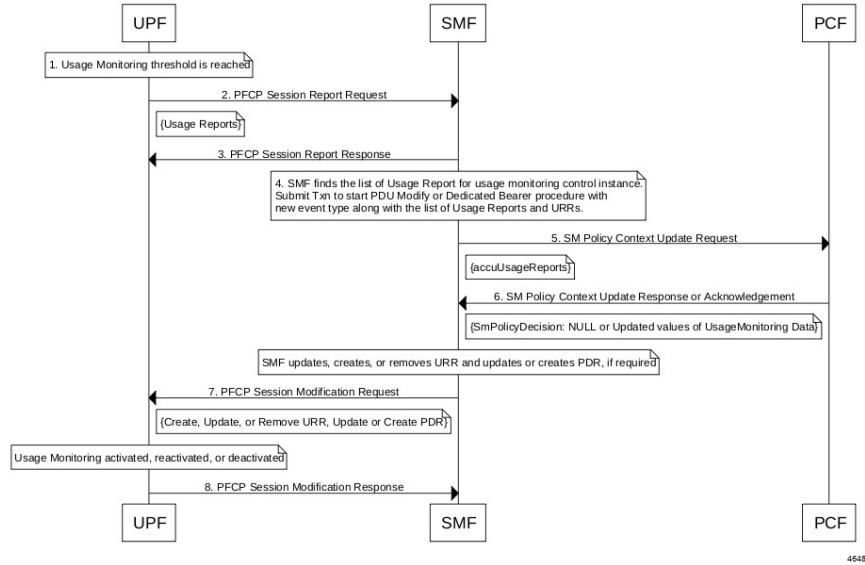 UPF SMF PCF
1. Usage Monitoring threshold is reached
2. PFCP Session Report Request
{Usage Reports}
3. PFCP Session Report Response
4. SMF finds the list of Usage Report for usage monitoring control instance.
Submit Txn to start PDU Modify or Dedicated Bearer procedure with
new event type along with the list of Usage Reports and URRs.
5. SM Policy Context Update Request
{accuUsageReports}
6. SM Policy Context Update Response or Acknowledgement
{SmPolicyDecision: NULL or Updated values of UsageMonitoring Data}
SMF updates, creates, or removes URR and updates or creates PDR, if required
7. PFCP Session Modification Request
{Create, Update, or Remove URR, Update or Create PDR}
Usage Monitoring activated, reactivated, or deactivated
8. PFCP Session Modification Response
UPF SMF PCF